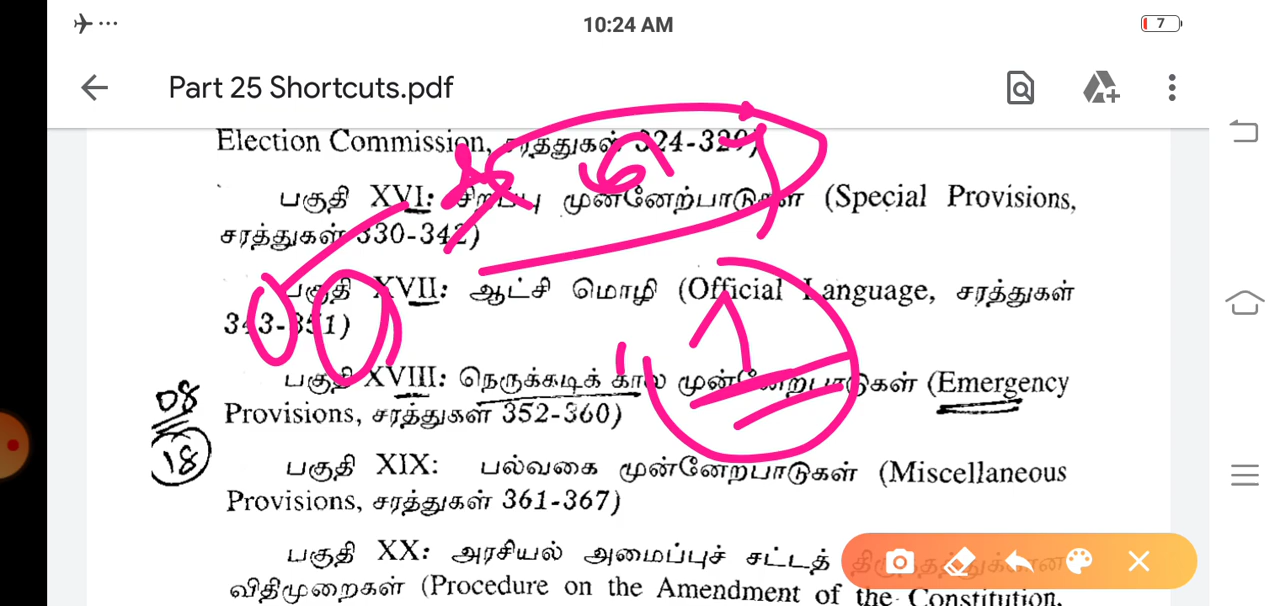 10:24 AM
7
Part 25 Shortcuts.pdf
Election Commission, சரத்துகள் 324-329)
பகுதி XVI: சிறப்பு முன்னேற்பாடுகள் (Special Provisions,
சரத்துகள் 330-342)
பகுதி XVII: ஆட்சி மொழி (Official Language, சரத்துகள்
343-351)
பகுதி XVIII: நெருக்கடிக் கால முன்னேற்பாடுகள் (Emergency
Provisions, சரத்துகள் 352-360)
08
18
பகுதி XIX: பல்வகை முன்னேறபாடுகள் (Miscellaneous
Provisions, சரத்துகள் 361-367)
பகுதி XX: அரசியல் அமைப்புச் சட்டத்
விதிமுறைகள் (Procedure on the Amendment of the Constitution,